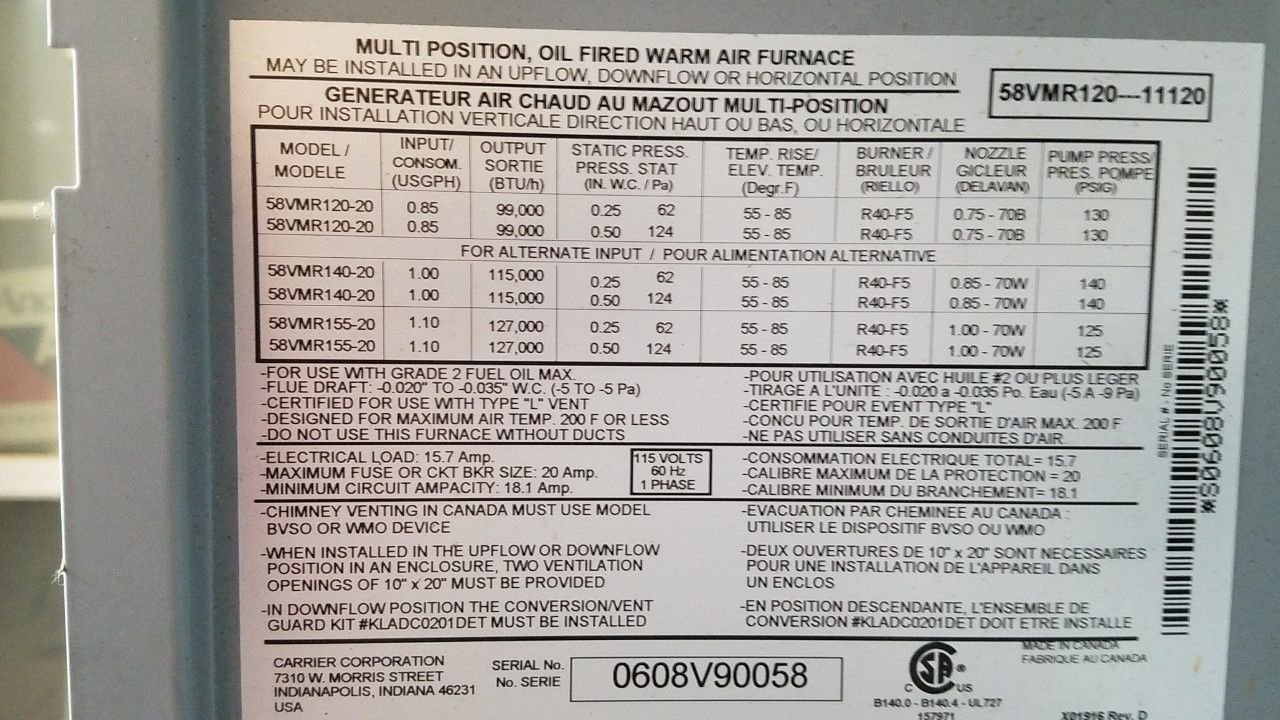 MULTI POSITION, OIL FIRED WARM AIR FURNACE
MAY BE INSTALLED IN AN UPFLOW, DOWNFLOW OR HORIZONTAL POSITION
58VMR120---11120
GENERATEUR AIR CHAUD AU MAZOUT MULTI-POSITION
POUR INSTALLATION VERTICALE DIRECTION HAUT OU BAS, OU HORIZONTALE
MODEL / MODELE INPUT/ CONSOM. (USGPH) OUTPUT SORTIE (BTU/h) STATIC PRESS. PRESS. STAT (IN. W.C. / Pa) TEMP. RISE/ ELEV. TEMP. (Degr.F) BURNER / BRULEUR (RIELLO) NOZZLE GICLEUR (DELAVAN) PUMP PRESS/ PRES. POMPE (PSIG)
58VMR120-20 0.85 99,000 0.25 62 55 - 85 R40-F5 0.75 - 70B 130
58VMR120-20 0.85 99,000 0.50 124 55 - 85 R40-F5 0.75 - 70B 130
FOR ALTERNATE INPUT / POUR ALIMENTATION ALTERNATIVE
58VMR140-20 1.00 115,000 0.25 62 55 - 85 R40-F5 0.85 - 70W 140
58VMR140-20 1.00 115,000 0.50 124 55 - 85 R40-F5 0.85 - 70W 140
58VMR155-20 1.10 127,000 0.25 62 55 - 85 R40-F5 1.00 - 70W 125
58VMR155-20 1.10 127,000 0.50 124 55 - 85 R40-F5 1.00 - 70W 125
-FOR USE WITH GRADE 2 FUEL OIL MAX.
-FLUE DRAFT: -0.020" TO -0.035" W.C. (-5 TO -5 Pa)
-CERTIFIED FOR USE WITH TYPE "L" VENT
-DESIGNED FOR MAXIMUM AIR TEMP. 200 F OR LESS
-DO NOT USE THIS FURNACE WITHOUT DUCTS
-POUR UTILISATION AVEC HUILE #2 OU PLUS LEGER
-TIRAGE A L'UNITE : -0.020 a -0.035 Po. Eau (-5 A -9 Pa)
-CERTIFIE POUR EVENT TYPE "L"
-CONCU POUR TEMP. DE SORTIE D'AIR MAX. 200 F
-NE PAS UTILISER SANS CONDUITES D'AIR
-ELECTRICAL LOAD: 15.7 Amp.
-MAXIMUM FUSE OR CKT BKR SIZE: 20 Amp.
-MINIMUM CIRCUIT AMPACITY: 18.1 Amp.
115 VOLTS
60 Hz
1 PHASE
-CONSOMMATION ELECTRIQUE TOTAL= 15.7
-CALIBRE MAXIMUM DE LA PROTECTION = 20
-CALIBRE MINIMUM DU BRANCHEMENT= 18.1
-CHIMNEY VENTING IN CANADA MUST USE MODEL
BVSO OR WMO DEVICE
-EVACUATION PAR CHEMINEE AU CANADA :
UTILISER LE DISPOSITIF BVSO OU WMO
-WHEN INSTALLED IN THE UPFLOW OR DOWNFLOW
POSITION IN AN ENCLOSURE, TWO VENTILATION
OPENINGS OF 10" x 20" MUST BE PROVIDED
-DEUX OUVERTURES DE 10" x 20" SONT NECESSAIRES
POUR UNE INSTALLATION DE L'APPAREIL DANS
UN ENCLOS
-IN DOWNFLOW POSITION THE CONVERSION/VENT
GUARD KIT #KLADC0201DET MUST BE INSTALLED
-EN POSITION DESCENDANTE, L'ENSEMBLE DE
CONVERSION #KLADC0201DET DOIT ETRE INSTALLE
CARRIER CORPORATION
7310 W. MORRIS STREET
INDIANAPOLIS, INDIANA 46231
USA
SERIAL No.
No. SERIE
0608V90058
CSA ®
C US
B140.0 - B140.4 - UL727
157971
MADE IN CANADA
FABRIQUE AU CANADA
X01916 Rev. D
SERIAL #. No SERIE
*S0608V90058*